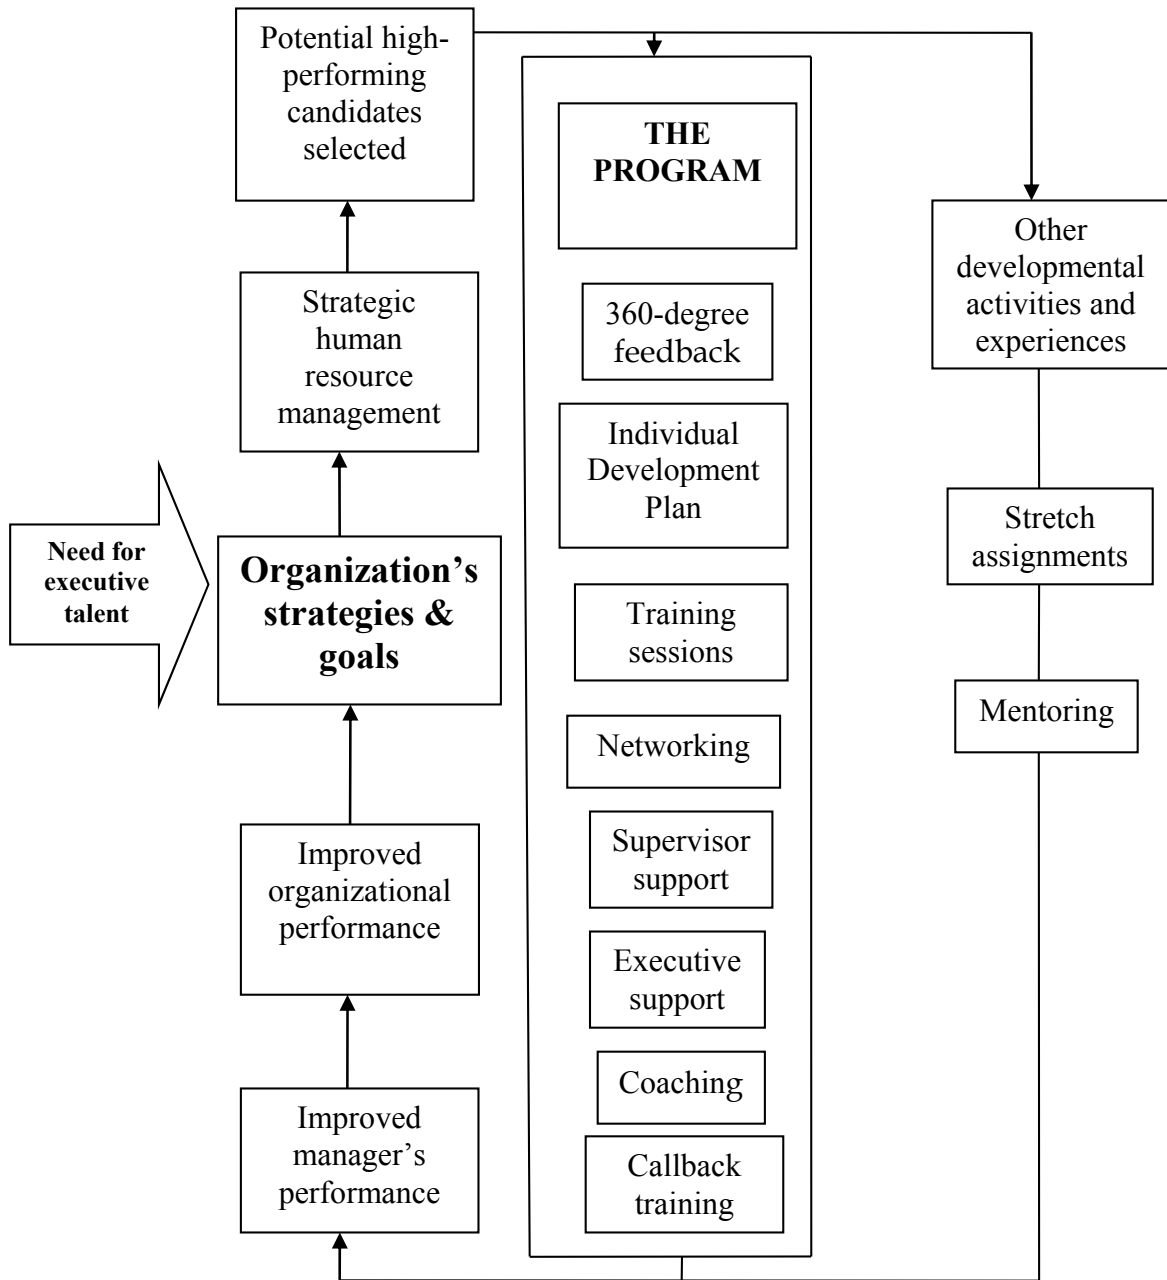 Potential high-
performing
candidates
selected
THE
PROGRAM
Other
developmental
activities and
experiences
Strategic
human
resource
management
360-degree
feedback
Individual
Development
Plan
Stretch
assignments
Need for
executive
talent
Organization’s
strategies &
goals
Training
sessions
Mentoring
Networking
Improved
organizational
performance
Supervisor
support
Executive
support
Coaching
Improved
manager’s
performance
Callback
training